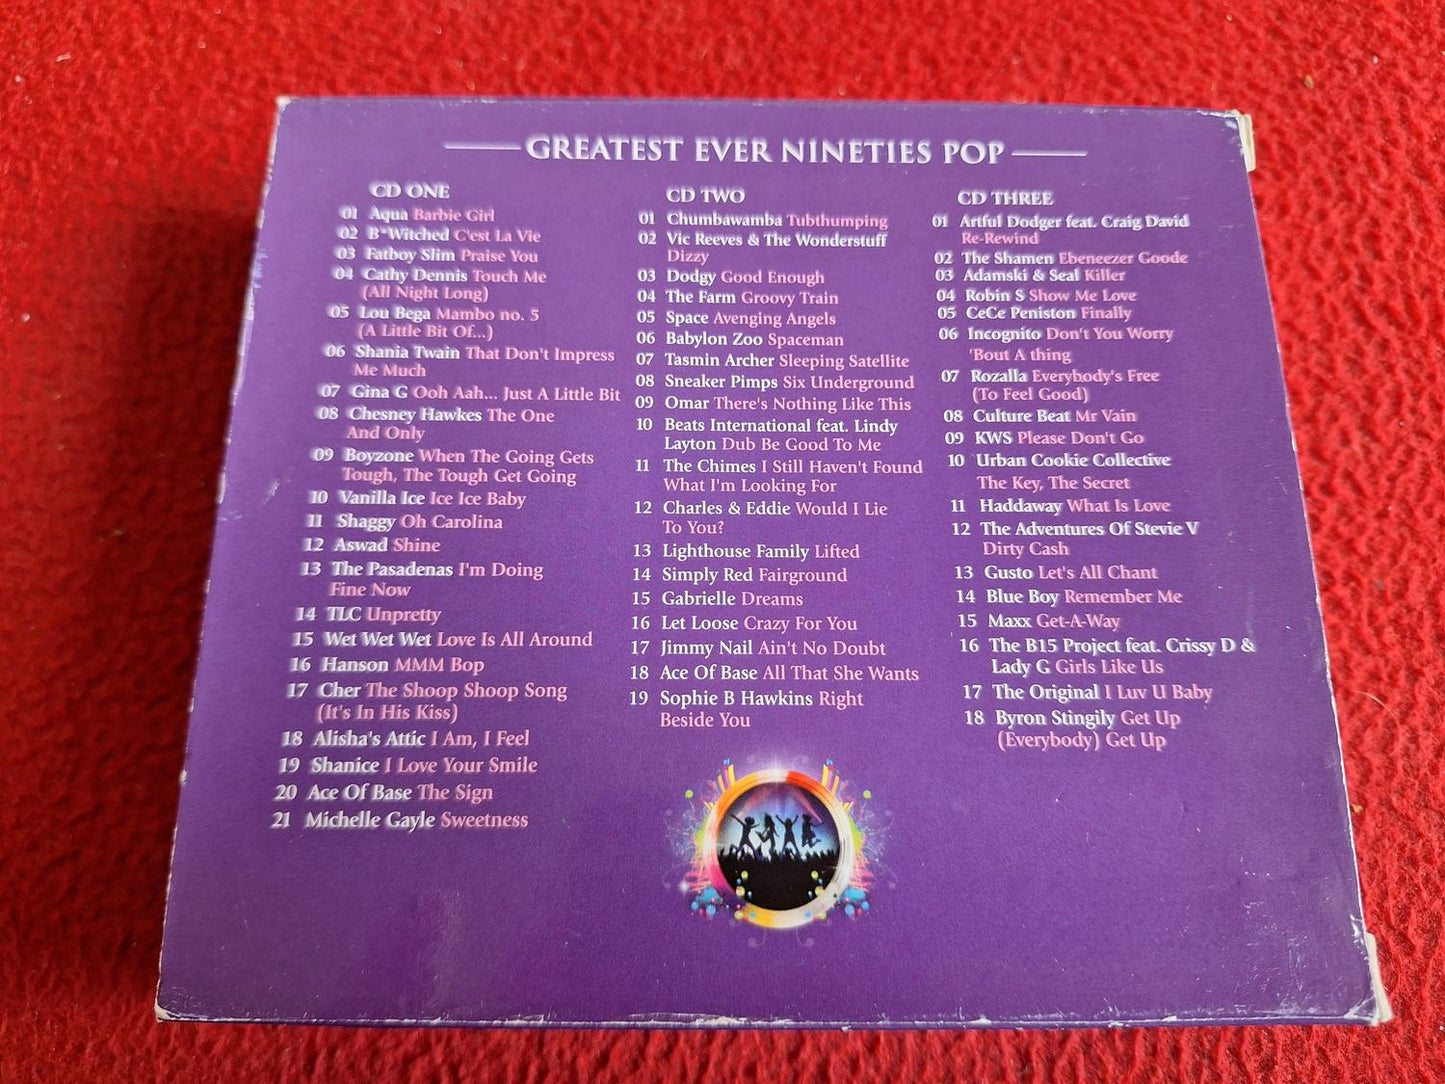 GREATEST EVER NINETIES POP
CD ONE
01 Aqua Barbie Girl
02 B*Witched C'est La Vie
03 Fatboy Slim Praise You
04 Cathy Dennis Touch Me
(All Night Long)
05 Lou Bega Mambo no. 5
(A Little Bit Of...)
06 Shania Twain That Don't Impress
Me Much
07 Gina G Ooh Aah... Just A Little Bit
08 Chesney Hawkes The One
And Only
09 Boyzone When The Going Gets
Tough, The Tough Get Going
10 Vanilla Ice Ice Ice Baby
11 Shaggy Oh Carolina
12 Aswad Shine
13 The Pasadenas I'm Doing
Fine Now
14 TLC Unpretty
15 Wet Wet Wet Love Is All Around
16 Hanson MMM Bop
17 Cher The Shoop Shoop Song
(It's In His Kiss)
18 Alisha's Attic I Am, I Feel
19 Shanice I Love Your Smile
20 Ace Of Base The Sign
21 Michelle Gayle Sweetness
CD TWO
01 Chumbawamba Tubthumping
02 Vic Reeves & The Wonderstuff
Dizzy
03 Dodgy Good Enough
04 The Farm Groovy Train
05 Space Avenging Angels
06 Babylon Zoo Spaceman
07 Tasmin Archer Sleeping Satellite
08 Sneaker Pimps Six Underground
09 Omar There's Nothing Like This
10 Beats International feat. Lindy
Layton Dub Be Good To Me
11 The Chimes I Still Haven't Found
What I'm Looking For
12 Charles & Eddie Would I Lie
To You?
13 Lighthouse Family Lifted
14 Simply Red Fairground
15 Gabrielle Dreams
16 Let Loose Crazy For You
17 Jimmy Nail Ain't No Doubt
18 Ace Of Base All That She Wants
19 Sophie B Hawkins Right
Beside You
CD THREE
01 Artful Dodger feat. Craig David
Re-Rewind
02 The Shamen Ebeneezer Goode
03 Adamski & Seal Killer
04 Robin S Show Me Love
05 CeCe Peniston Finally
06 Incognito Don't You Worry
'Bout A thing
07 Rozalla Everybody's Free
(To Feel Good)
08 Culture Beat Mr Vain
09 KWS Please Don't Go
10 Urban Cookie Collective
The Key, The Secret
11 Haddaway What Is Love
12 The Adventures Of Stevie V
Dirty Cash
13 Gusto Let's All Chant
14 Blue Boy Remember Me
15 Maxx Get-A-Way
16 The B15 Project feat. Crissy D &
Lady G Girls Like Us
17 The Original I Luv U Baby
18 Byron Stingily Get Up
(Everybody) Get Up